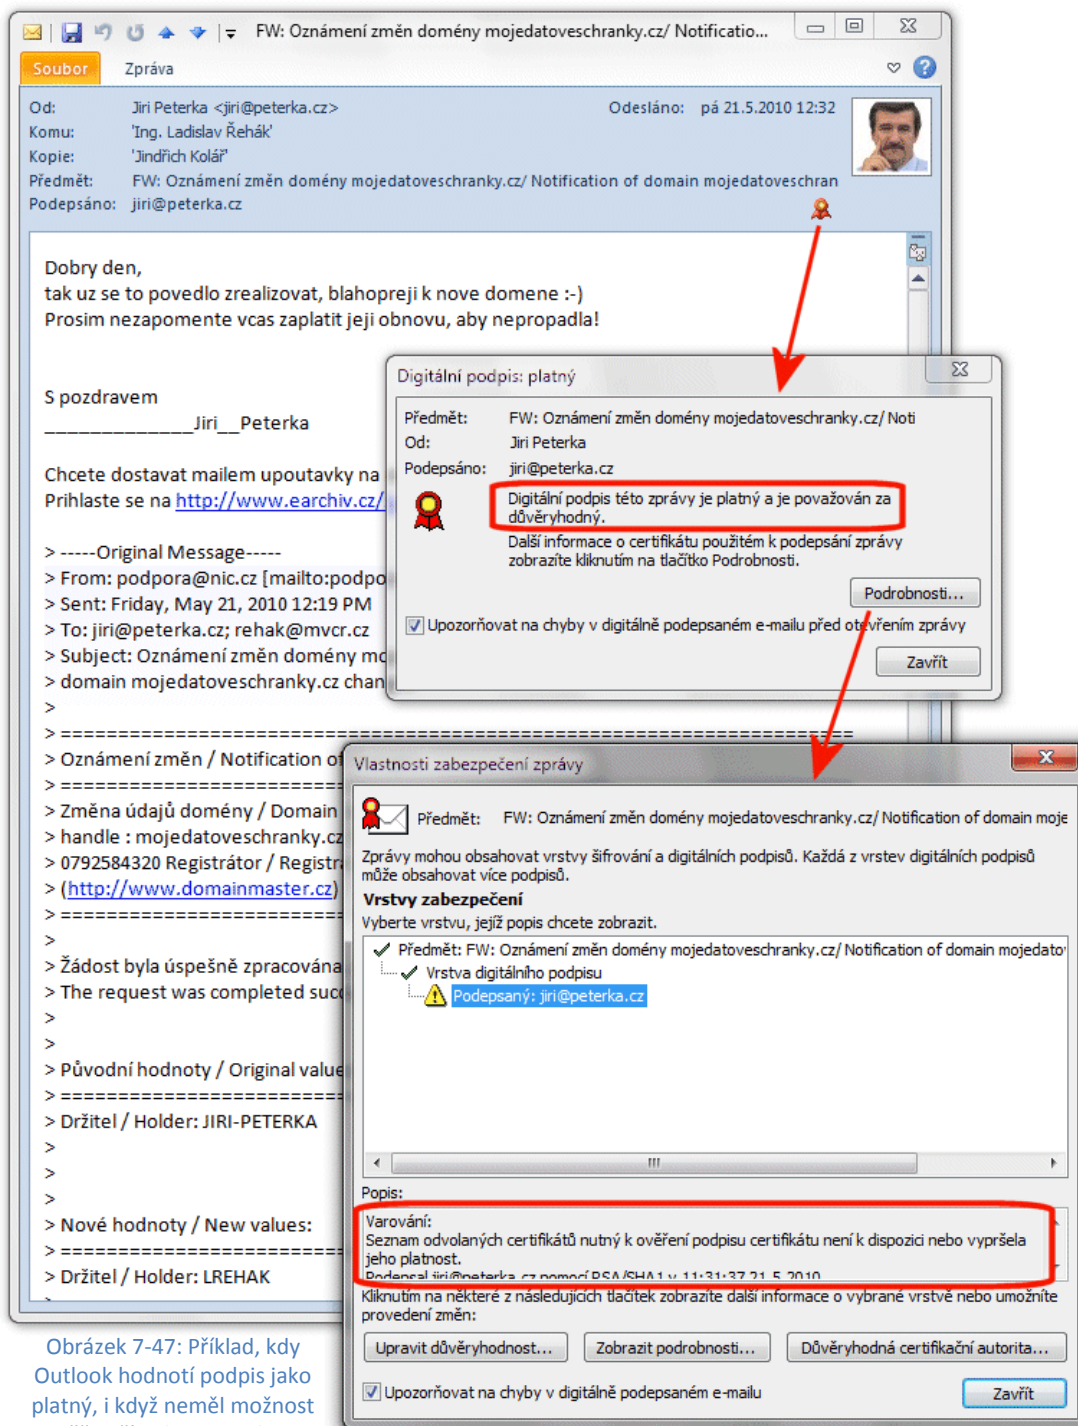 FW: Oznámení změn domény mojedatoveschranky.cz/ Notificatio...
Soubor
Zpráva
Od: Jiri Peterka <jiri@peterka.cz> Odesláno: pá 21.5.2010 12:32
Komu: 'Ing. Ladislav Řehák'
Kopie: 'Jindřich Kolář'
Předmět: FW: Oznámení změn domény mojedatoveschranky.cz/ Notification of domain mojedatoveschran
Podepsáno: jiri@peterka.cz
Dobry den,
tak uz se to povedlo zrealizovat, blahopreji k nove domene :-)
Prosim nezapomente vcas zaplatit jeji obnovu, aby nepropadla!
S pozdravem
_____________Jiri__Peterka
Chcete dostavat mailem upoutavky na
Prihlaste se na http://www.earchiv.cz/
> -----Original Message-----
> From: podpora@nic.cz [mailto:podpo
> Sent: Friday, May 21, 2010 12:19 PM
> To: jiri@peterka.cz; rehak@mvcr.cz
> Subject: Oznámení změn domény mo
> domain mojedatoveschranky.cz chan
>
> ======================================================================
> Oznámení změn / Notification of
> =========================
> Změna údajů domény / Domain
> handle : mojedatoveschranky.cz
> 0792584320 Registrátor / Registra
> (http://www.domainmaster.cz)
> =========================
>
> Žádost byla úspešně zpracována
> The request was completed succ
>
>
> Původní hodnoty / Original value
> =========================
> Držitel / Holder: JIRI-PETERKA
>
>
>
> Nové hodnoty / New values:
> =========================
> Držitel / Holder: LREHAK
Digitální podpis: platný
Předmět: FW: Oznámení změn domény mojedatoveschranky.cz/ Noti
Od: Jiri Peterka
Podepsáno: jiri@peterka.cz
Digitální podpis této zprávy je platný a je považován za
důvěryhodný.
Další informace o certifikátu použitém k podepsání zprávy
zobrazíte kliknutím na tlačítko Podrobnosti.
Podrobnosti...
Upozorňovat na chyby v digitálně podepsaném e-mailu před otevřením zprávy
Zavřít
Vlastnosti zabezpečení zprávy
Předmět: FW: Oznámení změn domény mojedatoveschranky.cz/ Notification of domain moje
Zprávy mohou obsahovat vrstvy šifrování a digitálních podpisů. Každá z vrstev digitálních podpisů
může obsahovat více podpisů.
Vrstvy zabezpečení
Vyberte vrstvu, jejíž popis chcete zobrazit.
Předmět: FW: Oznámení změn domény mojedatoveschranky.cz/ Notification of domain mojedato
Vrstva digitálního podpisu
Podepsaný: jiri@peterka.cz
Popis:
Varování:
Seznam odvolaných certifikátů nutný k ověření podpisu certifikátu není k dispozici nebo vypršela
jeho platnost.
Podepsal jiri@peterka.cz pomocí RSA/SHA1 v 11:31:37 21.5.2010
Kliknutím na některé z následujících tlačítek zobrazíte další informace o vybrané vrstvě nebo umožníte
provedení změn:
Upravit důvěryhodnost...
Zobrazit podrobnosti...
Důvěryhodná certifikační autorita...
Upozorňovat na chyby v digitálně podepsaném e-mailu
Zavřít
Obrázek 7-47: Příklad, kdy
Outlook hodnotí podpis jako
platný, i když neměl možnost